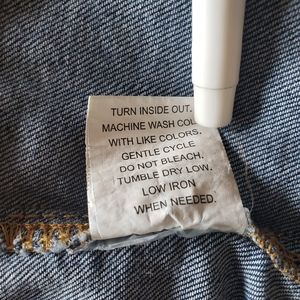 TURN INSIDE OUT.
MACHINE WASH COL
WITH LIKE COLORS.
GENTLE CYCLE
DO NOT BLEACH.
TUMBLE DRY LOW.
LOW IRON
WHEN NEEDED.